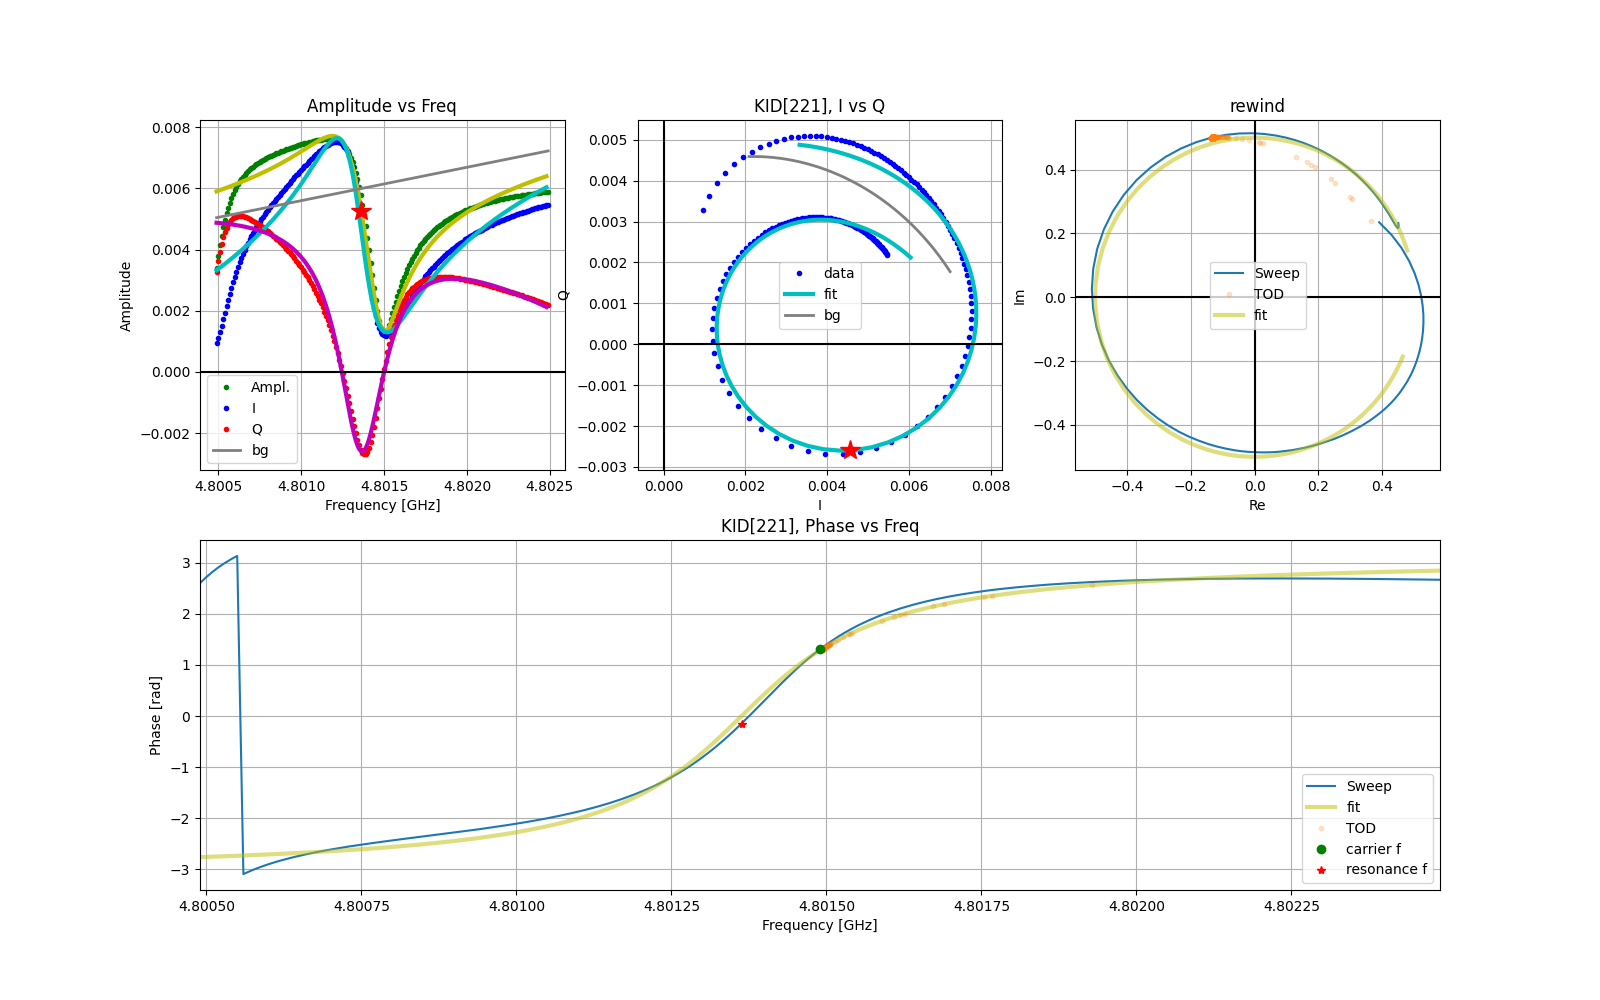 Amplitude vs Freq
0.008
0.006
0.004
0.002
0.000
−0.002
Amplitude
Ampl.
I
Q
bg
4.8005
4.8010
4.8015
4.8020
4.8025
Frequency [GHz]
KID[221], I vs Q
0.005
0.004
0.003
0.002
0.001
0.000
−0.001
−0.002
−0.003
Q
data
fit
bg
0.000
0.002
0.004
0.006
0.008
I
rewind
0.4
0.2
0.0
−0.2
−0.4
Im
Sweep
TOD
fit
−0.4
−0.2
0.0
0.2
0.4
Re
KID[221], Phase vs Freq
3
2
1
0
−1
−2
−3
Phase [rad]
Sweep
fit
TOD
carrier f
resonance f
4.80050
4.80075
4.80100
4.80125
4.80150
4.80175
4.80200
4.80225
Frequency [GHz]